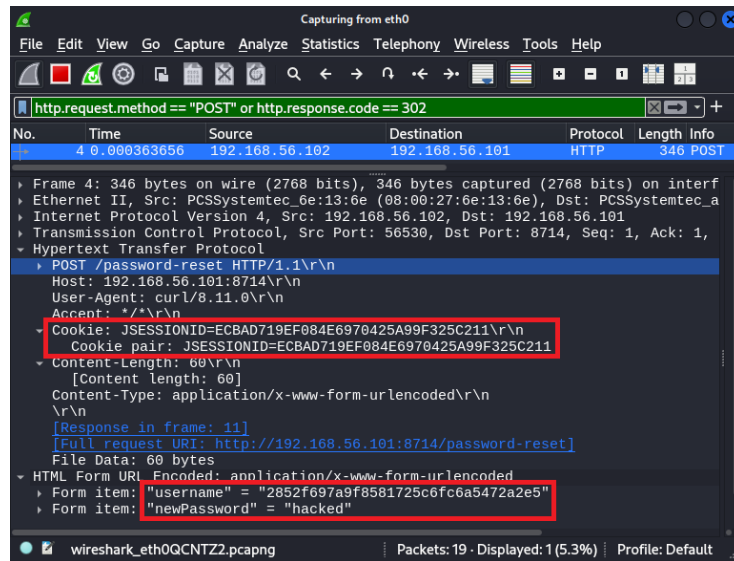 Capturing from eth0
File Edit View Go Capture Analyze Statistics Telephony Wireless Tools Help
http.request.method == "POST" or http.response.code == 302
No. Time Source Destination Protocol Length Info
4 0.000363656 192.168.56.102 192.168.56.101 HTTP 346 POST
Frame 4: 346 bytes on wire (2768 bits), 346 bytes captured (2768 bits) on interf
Ethernet II, Src: PCSSystemtec_6e:13:6e (08:00:27:6e:13:6e), Dst: PCSSystemtec_a
Internet Protocol Version 4, Src: 192.168.56.102, Dst: 192.168.56.101
Transmission Control Protocol, Src Port: 56530, Dst Port: 8714, Seq: 1, Ack: 1,
Hypertext Transfer Protocol
POST /password-reset HTTP/1.1\r\n
Host: 192.168.56.101:8714\r\n
User-Agent: curl/8.11.0\r\n
Accept: */*\r\n
Cookie: JSESSIONID=ECBAD719EF084E6970425A99F325C211\r\n
Cookie pair: JSESSIONID=ECBAD719EF084E6970425A99F325C211
Content-Length: 60\r\n
[Content length: 60]
Content-Type: application/x-www-form-urlencoded\r\n
\r\n
[Response in frame: 11]
[Full request URI: http://192.168.56.101:8714/password-reset]
File Data: 60 bytes
HTML Form URL Encoded: application/x-www-form-urlencoded
Form item: "username" = "2852f697a9f8581725c6fc6a5472a2e5"
Form item: "newPassword" = "hacked"
wireshark_eth0QCNTZ2.pcapng Packets: 19 · Displayed: 1 (5.3%) Profile: Default